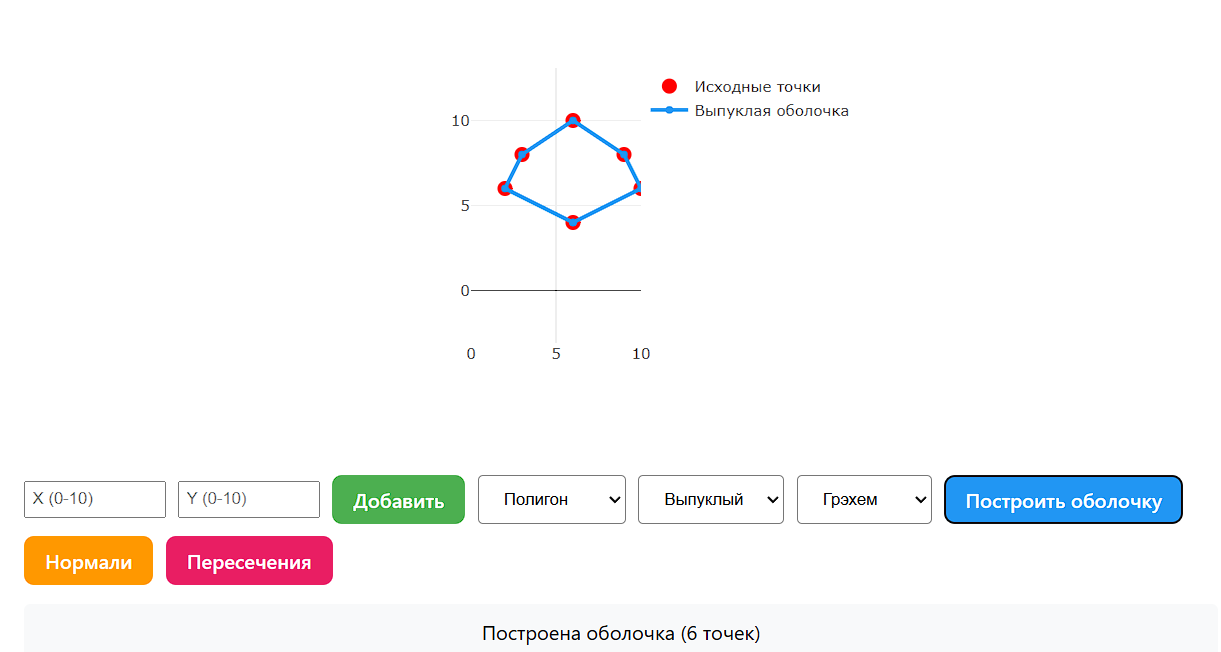 Исходные точки
Выпуклая оболочка
10
5
0
0 5 10
X (0-10) Y (0-10) Добавить Полигон Выпуклый Грэхем Построить оболочку
Нормали Пересечения
Построена оболочка (6 точек)